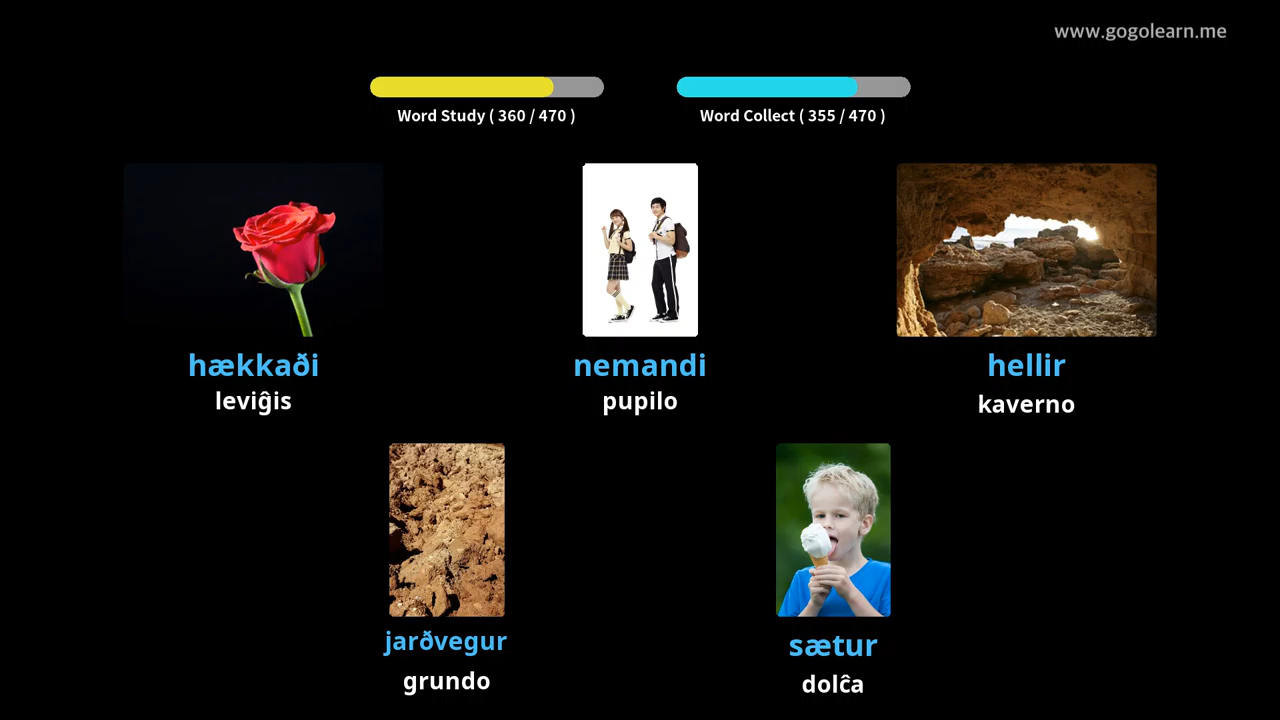 www.gogolearn.me
Word Study ( 360 / 470 )
Word Collect ( 355 / 470 )
hækkaði
leviĝis
nemandi
pupilo
hellir
kaverno
jarðvegur
grundo
sætur
dolĉa